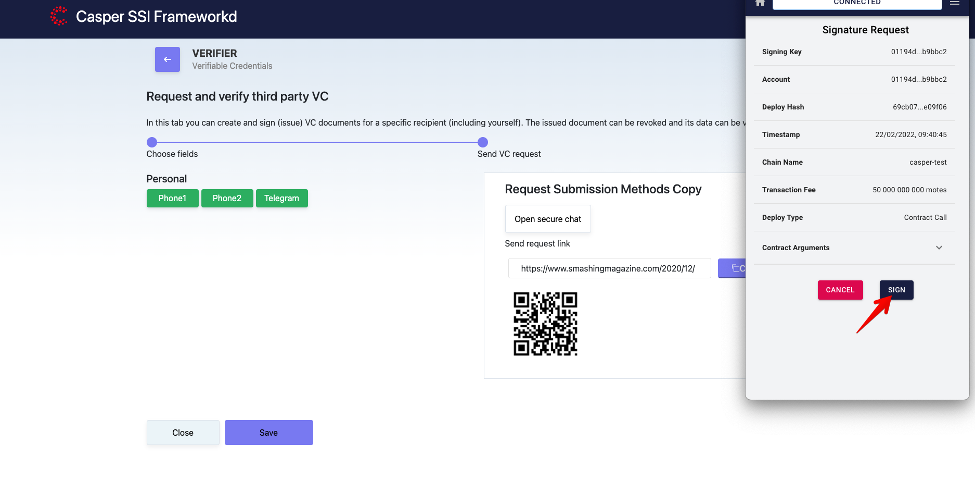 Casper SSI Frameworkd
VERIFIER
Verifiable Credentials
Request and verify third party VC
In this tab you can create and sign (issue) VC documents for a specific recipient (including yourself). The issued document can be revoked and its data can be
Choose fields
Send VC request
Personal
Phone1
Phone2
Telegram
Request Submission Methods Copy
Open secure chat
Send request link
https://www.smashingmagazine.com/2020/12/
Close
Save
CONNECTED
Signature Request
Signing Key 01194d...b9bbc2
Account 01194d...b9bbc2
Deploy Hash 69cb07...e09f06
Timestamp 22/02/2022, 09:40:45
Chain Name casper-test
Transaction Fee 50 000 000 000 motes
Deploy Type Contract Call
Contract Arguments
CANCEL
SIGN